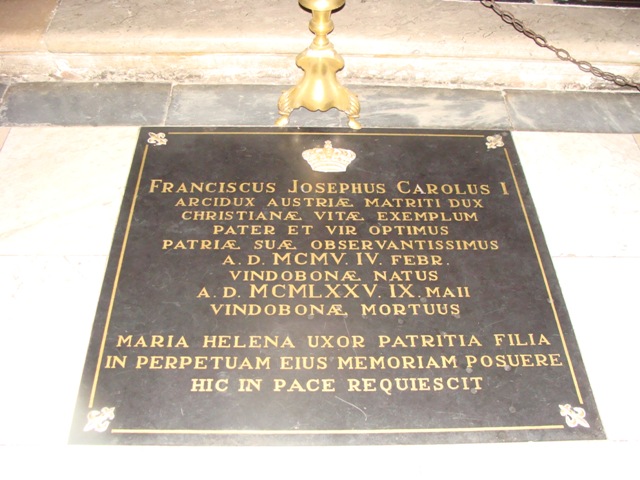 FRANCISCUS JOSEPHUS CAROLUS I
ARCIDUX AUSTRIÆ MATRITI DUX
CHRISTIANÆ VITÆ EXEMPLUM
PATER ET VIR OPTIMUS
PATRIÆ SUÆ OBSERVANTISSIMUS
A.D. MCMV.IV. FEBR.
VINDOBONÆ NATUS
A.D. MCMLXXV.IX. MAII
VINDOBONÆ MORTUUS
MARIA HELENA UXOR PATRITIA FILIA
IN PERPETUAM EIUS MEMORIAM POSUERE
HIC IN PACE REQUIESCIT